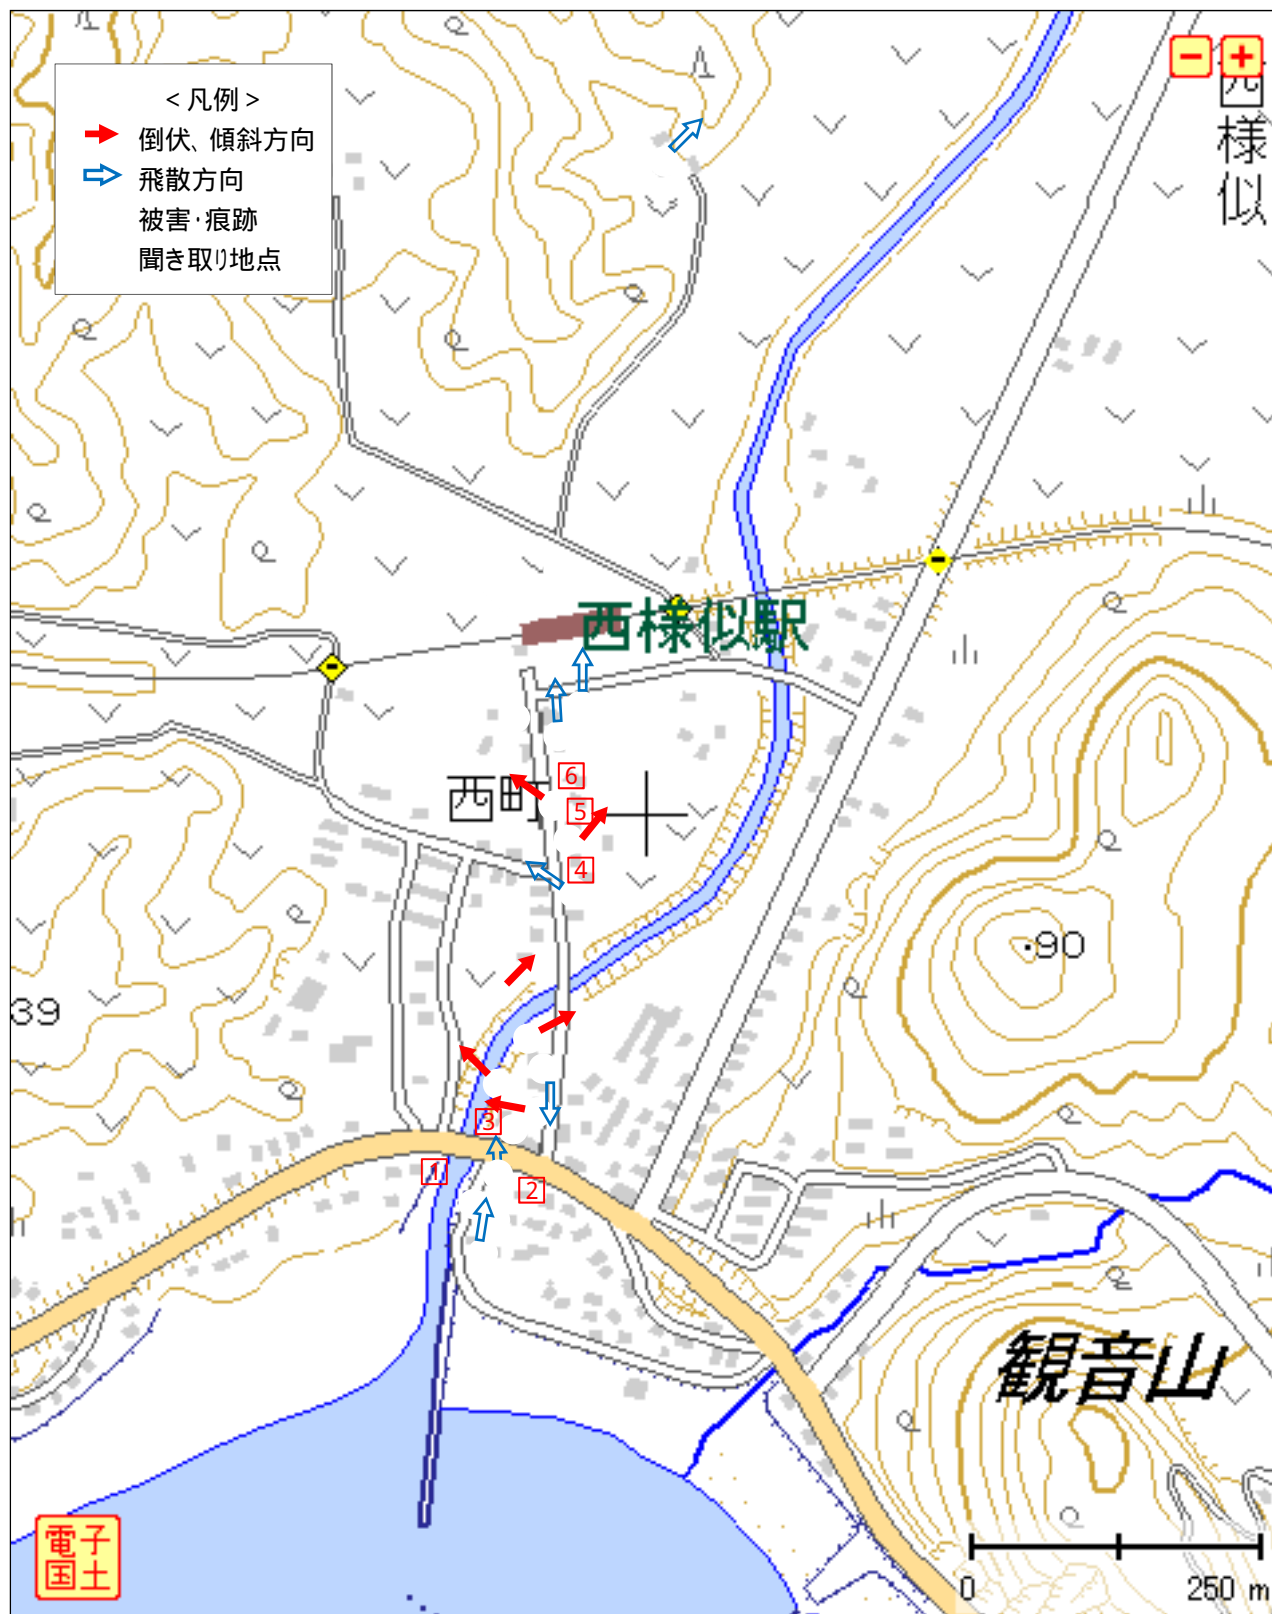 <凡例>
倒伏、傾斜方向
飛散方向
被害・痕跡
聞き取り地点
− +
西様似
西様似駅
西町
6
5
4
3
1
2
39
90
観音山
電子
国土
0 250 m